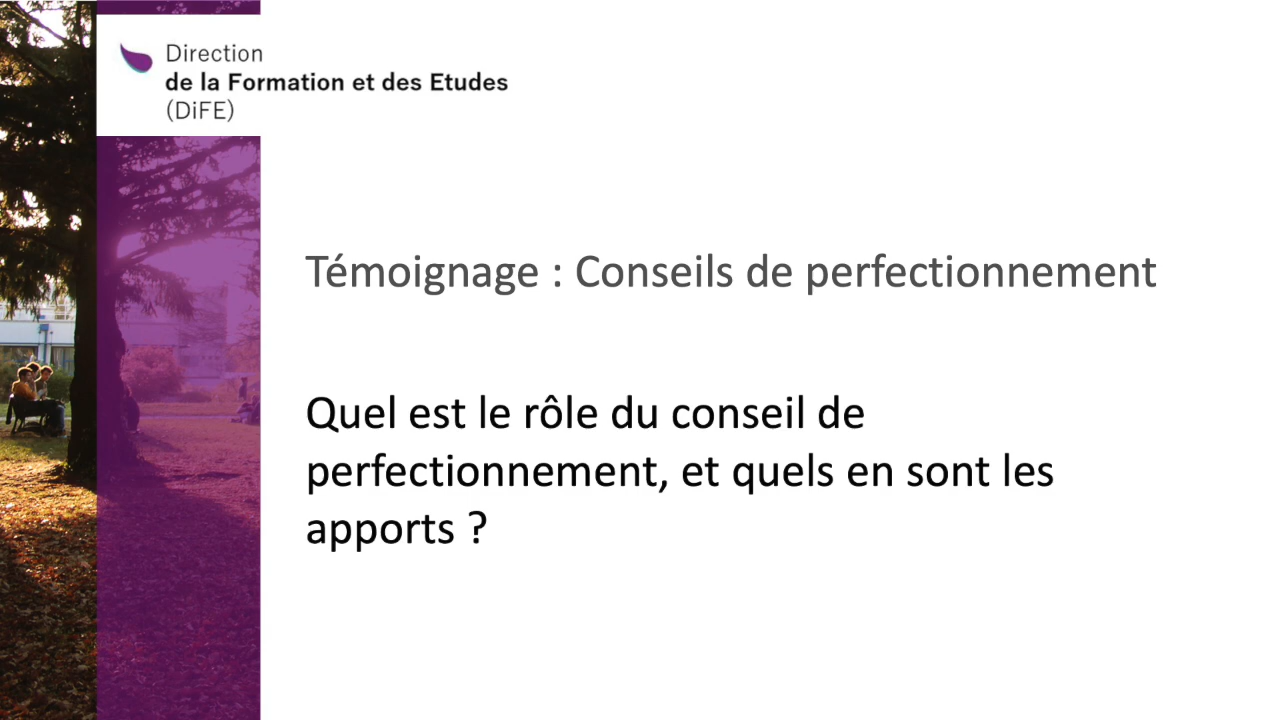 Direction
de la Formation et des Etudes
(DiFE)
Témoignage : Conseils de perfectionnement
Quel est le rôle du conseil de
perfectionnement, et quels en sont les
apports ?